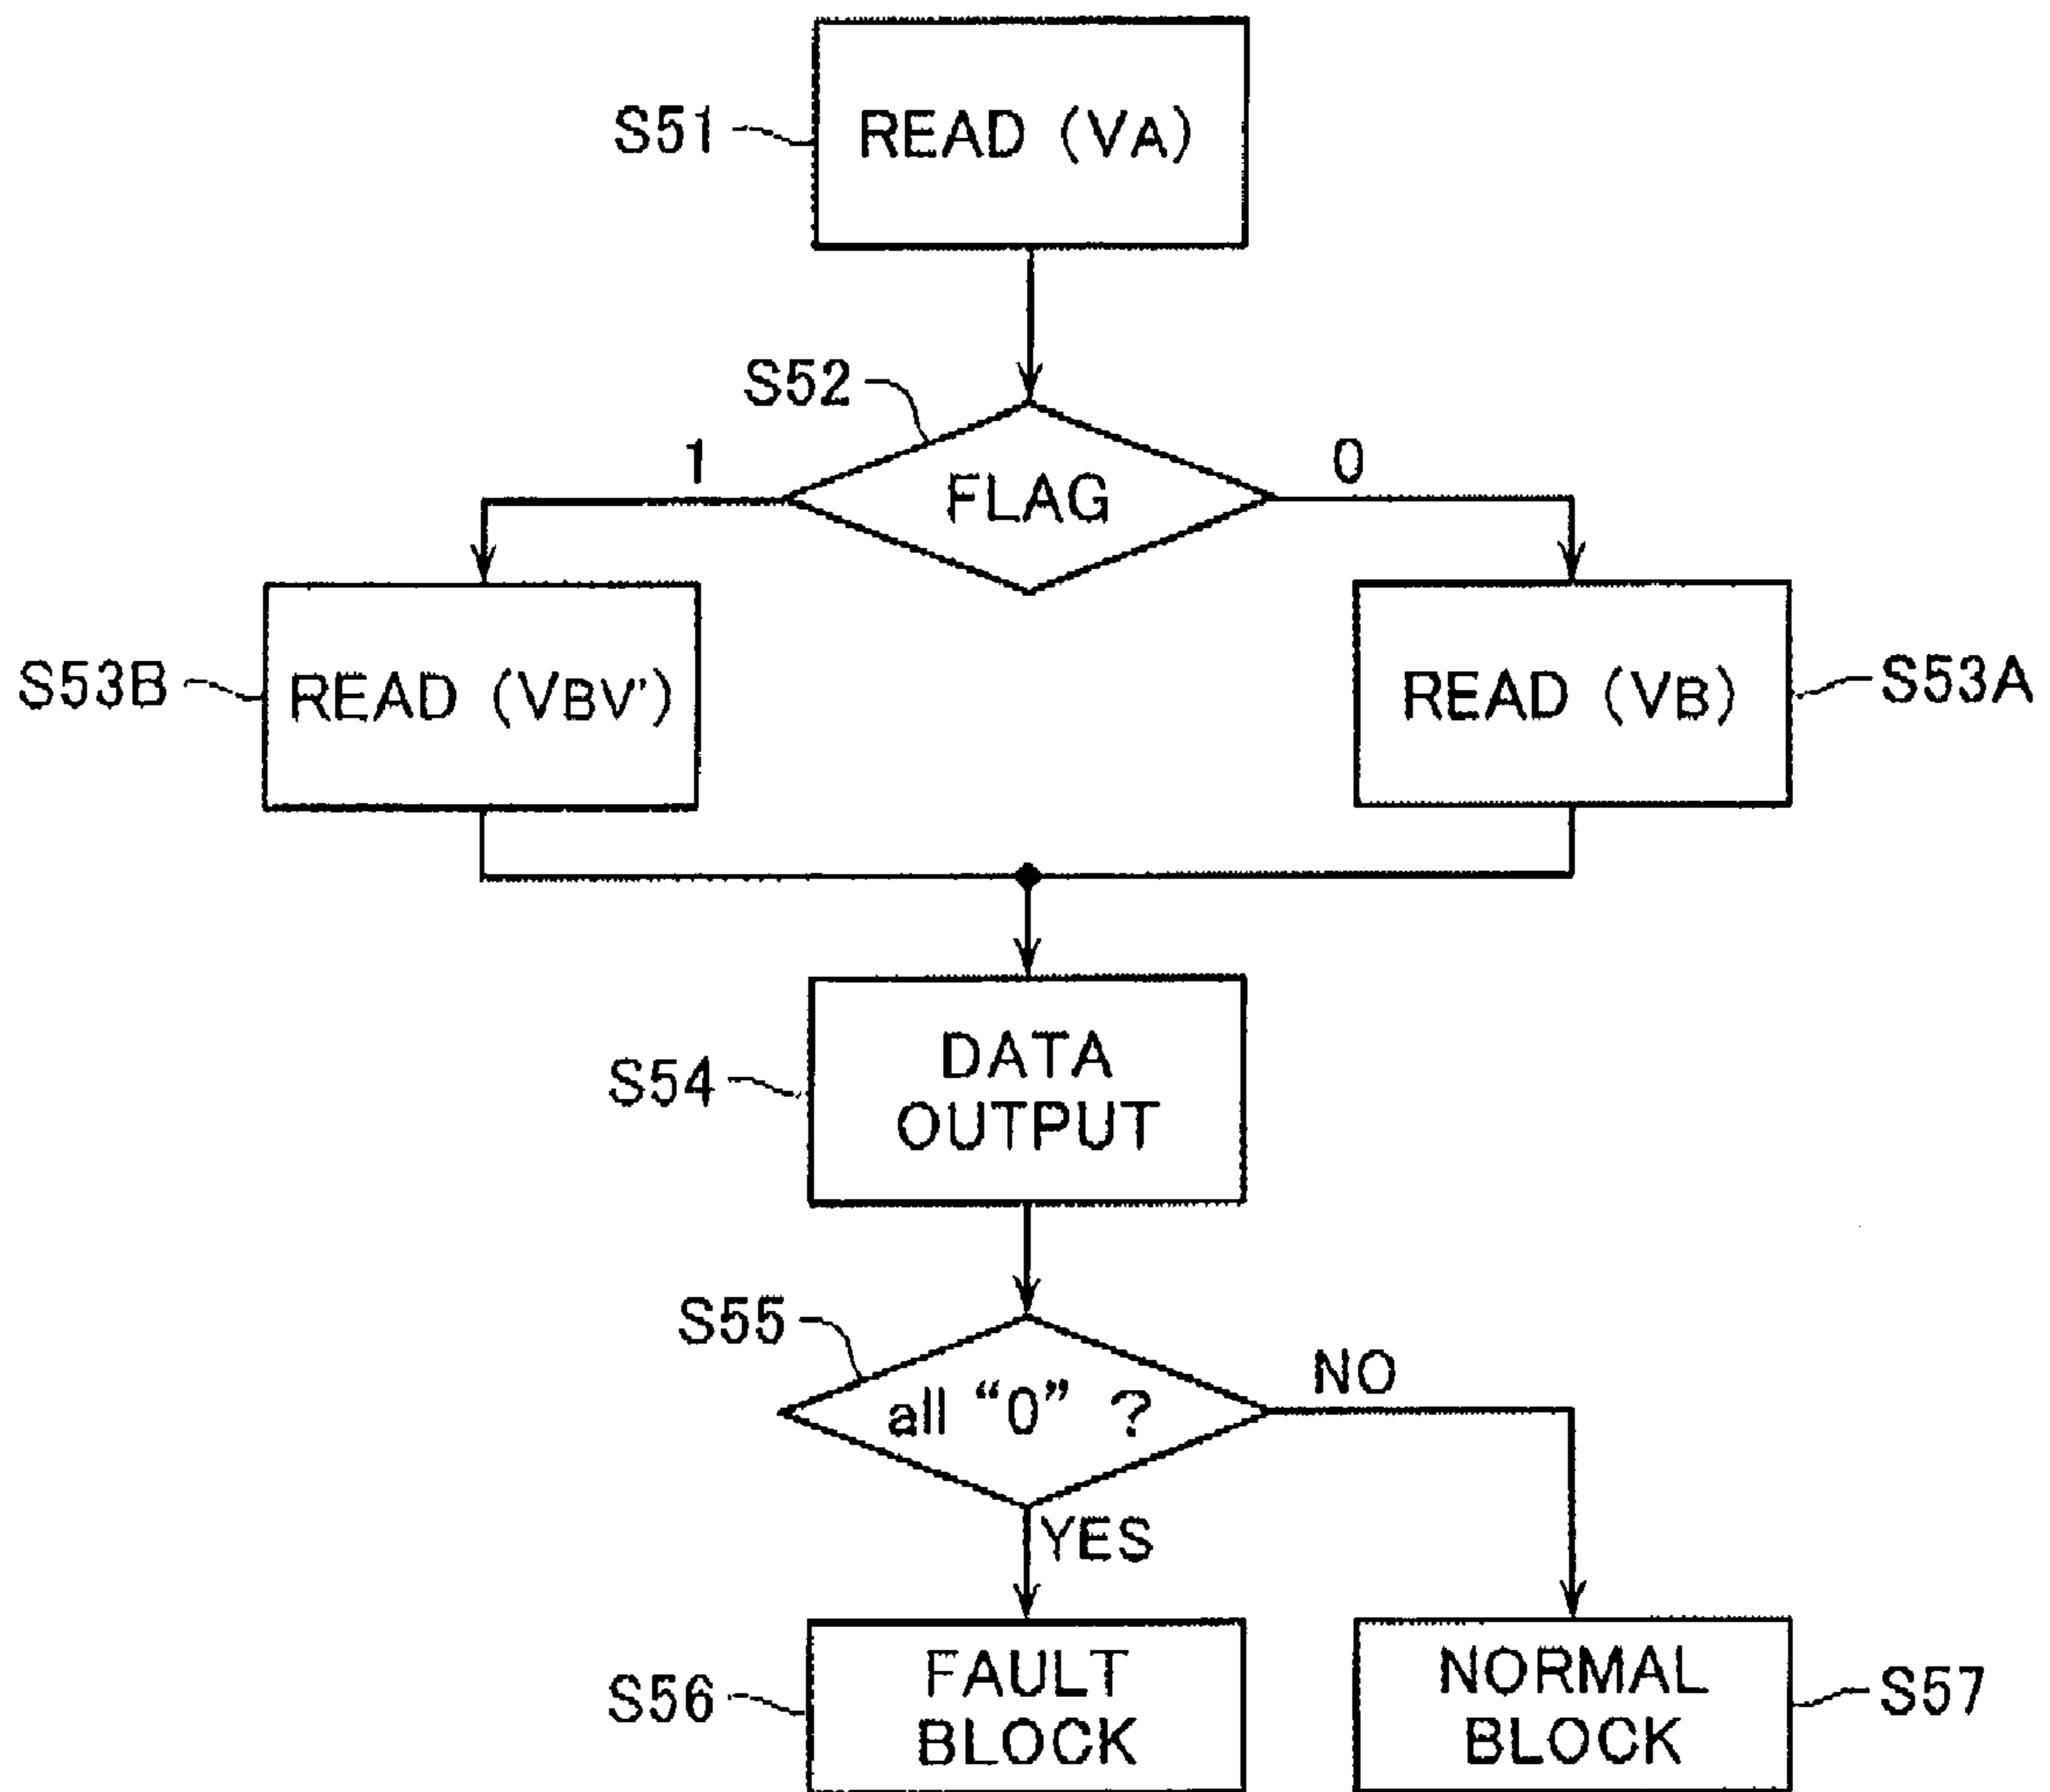 S51
READ (VA)
S52
FLAG
1
0
S53B
READ (VBV')
READ (VB)
S53A
S54
DATA
OUTPUT
S55
all “0” ?
NO
YES
S56
FAULT
BLOCK
NORMAL
BLOCK
S57